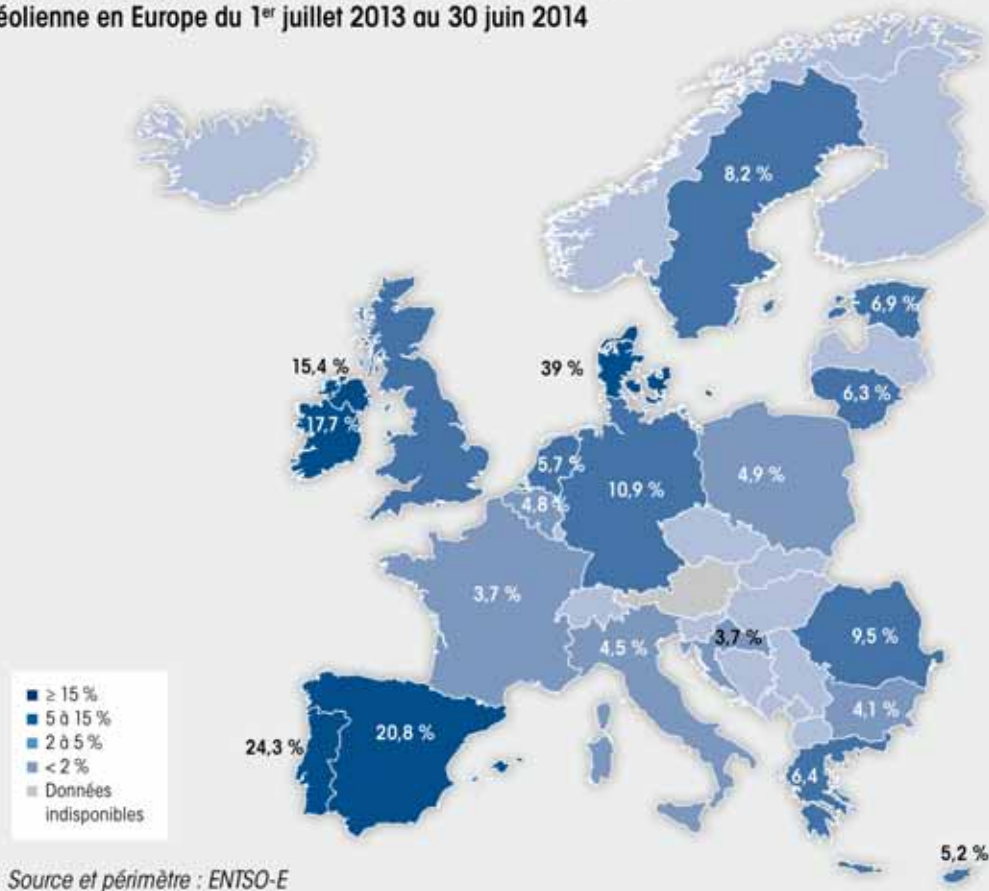 éolienne en Europe du 1er juillet 2013 au 30 juin 2014
8,2 %
6,9 %
15,4 %
39 %
6,3 %
17,7 %
5,7 %
10,9 %
4,9 %
4,8 %
3,7 %
4,5 %
3,7 %
9,5 %
4,1 %
20,8 %
24,3 %
6,4 %
5,2 %
≥ 15 %
5 à 15 %
2 à 5 %
< 2 %
Données
indisponibles
Source et périmètre : ENTSO-E